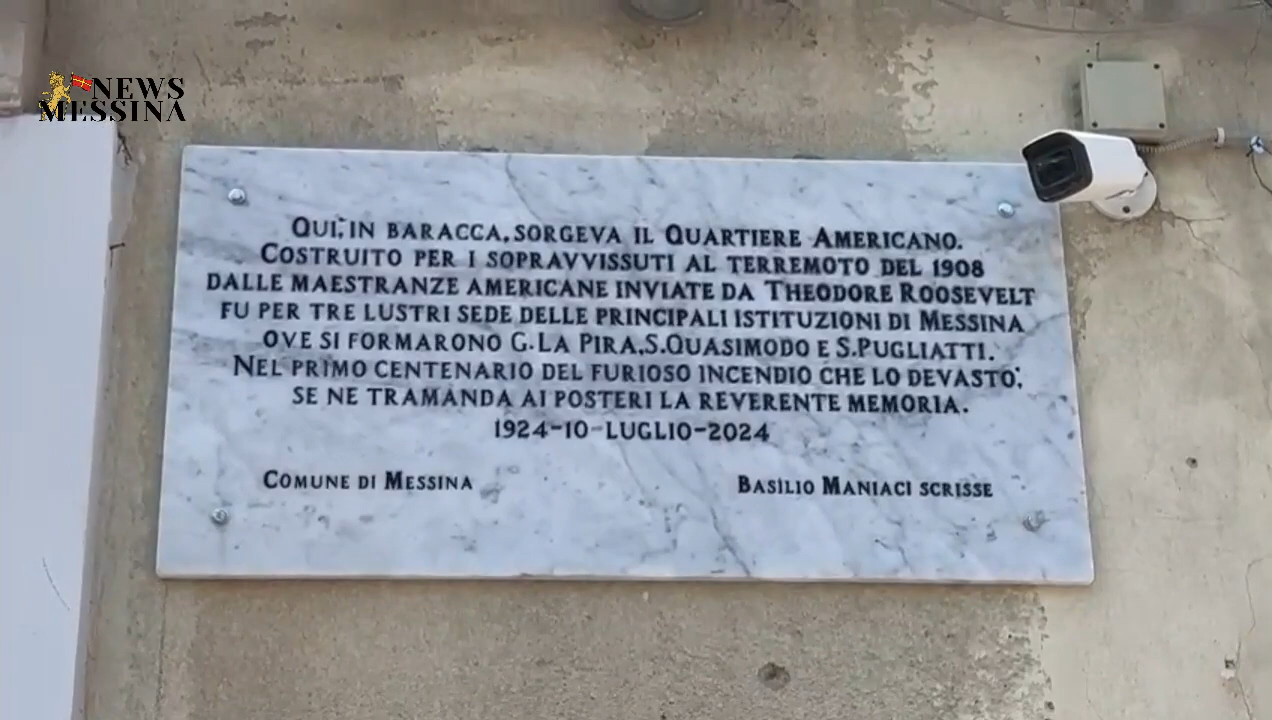 NEWS
MESSINA
QUI, IN BARACCA, SORGEVA IL QUARTIERE AMERICANO.
COSTRUITO PER I SOPRAVVISSUTI AL TERREMOTO DEL 1908
DALLE MAESTRANZE AMERICANE INVIATE DA THEODORE ROOSEVELT
FU PER TRE LUSTRI SEDE DELLE PRINCIPALI ISTITUZIONI DI MESSINA
OVE SI FORMARONO G. LA PIRA, S. QUASIMODO E S. PUGLIATTI.
NEL PRIMO CENTENARIO DEL FURIOSO INCENDIO CHE LO DEVASTO',
SE NE TRAMANDA AI POSTERI LA REVERENTE MEMORIA.
1924-10-LUGLIO-2024
COMUNE DI MESSINA
BASILIO MANIACI SCRISSE